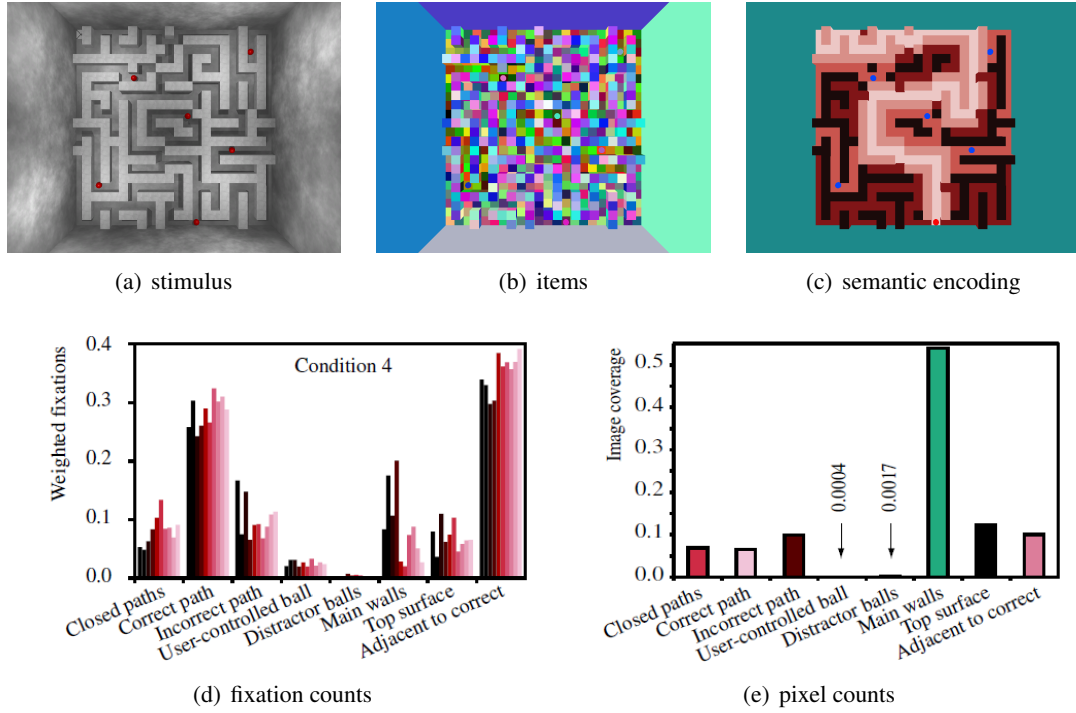 (a) stimulus
(b) items
(c) semantic encoding
Weighted fixations
0.4
0.3
0.2
0.1
0.0
Condition 4
Closed paths
Correct path
Incorrect path
User-controlled ball
Distractor balls
Main walls
Top surface
Adjacent to correct
(d) fixation counts
Image coverage
0.5
0.4
0.3
0.2
0.1
0.0
0.0004
0.0017
Closed paths
Correct path
Incorrect path
User-controlled ball
Distractor balls
Main walls
Top surface
Adjacent to correct
(e) pixel counts